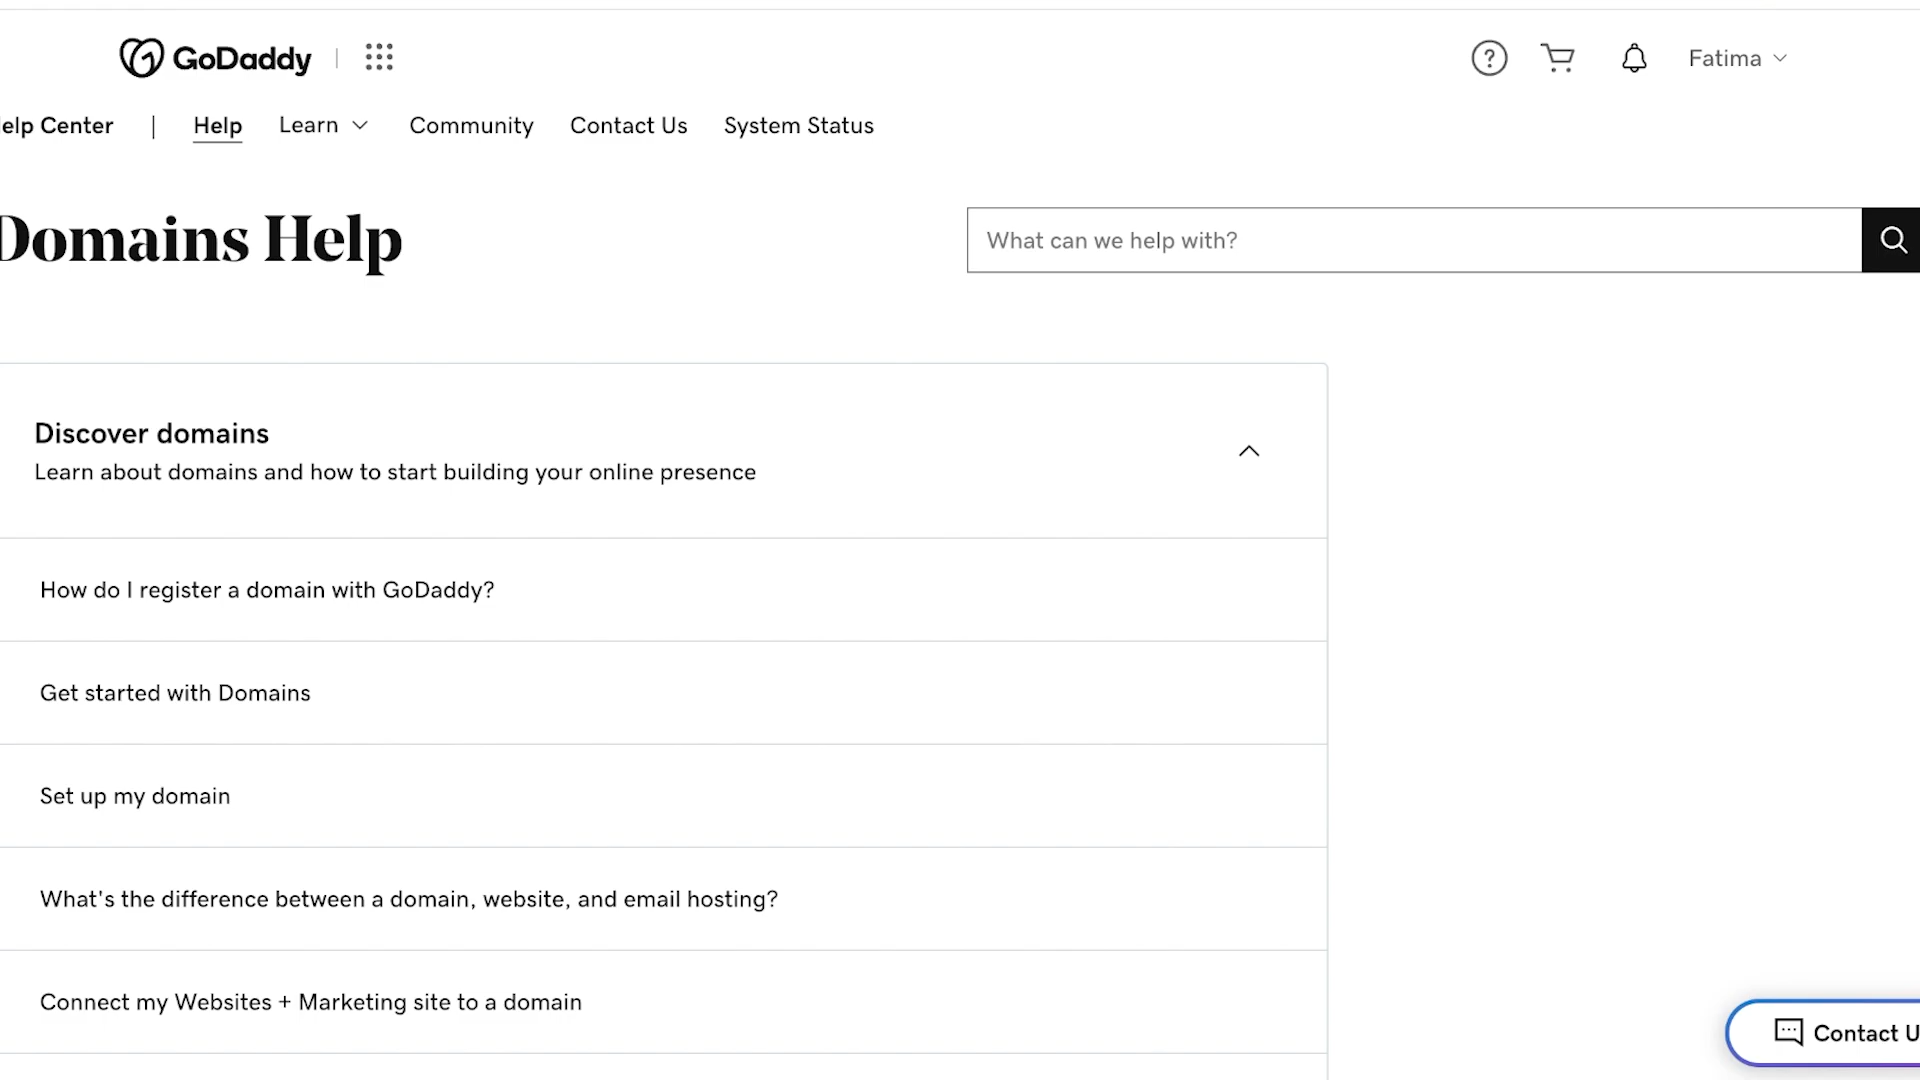 GoDaddy
Fatima
elp Center | Help Learn Community Contact Us System Status
Domains Help
What can we help with?
Discover domains
Learn about domains and how to start building your online presence
How do I register a domain with GoDaddy?
Get started with Domains
Set up my domain
What's the difference between a domain, website, and email hosting?
Connect my Websites + Marketing site to a domain
Contact U